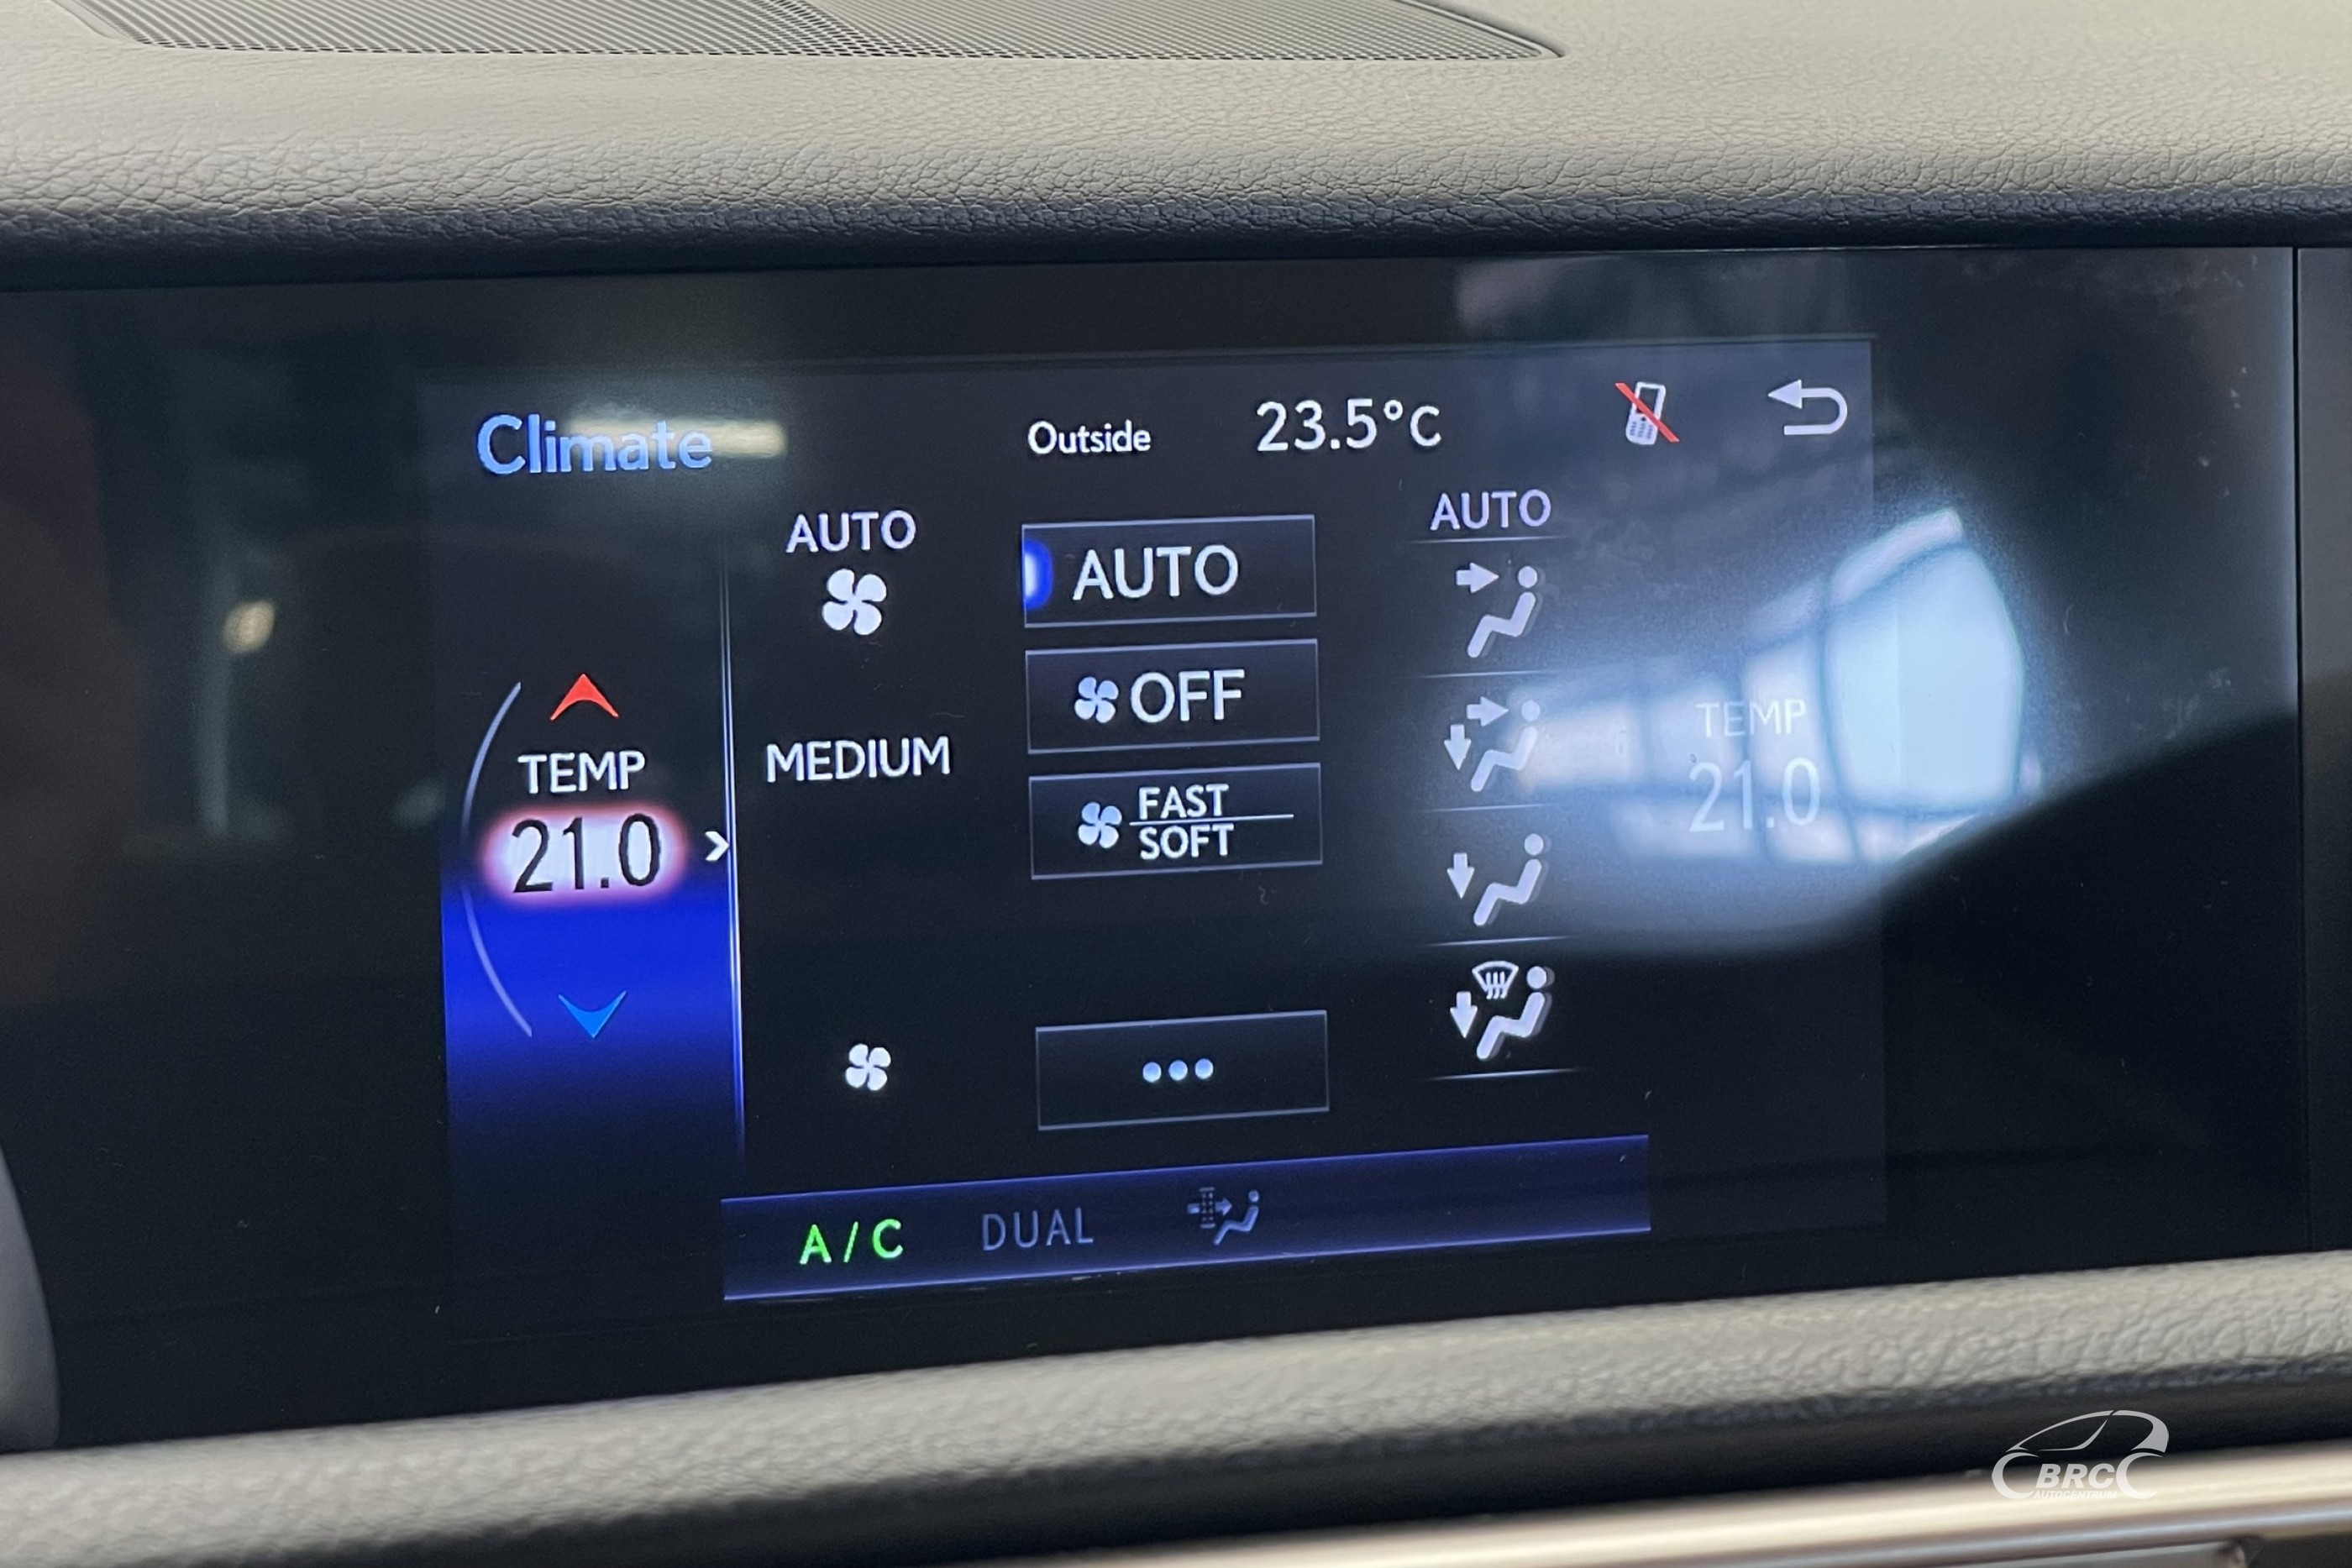 Climate
Outside 23.5°C
AUTO
AUTO
AUTO
OFF
TEMP
21.0
MEDIUM
FAST
SOFT
TEMP
21.0
A/C DUAL
BRC
AUTOCENTRUM